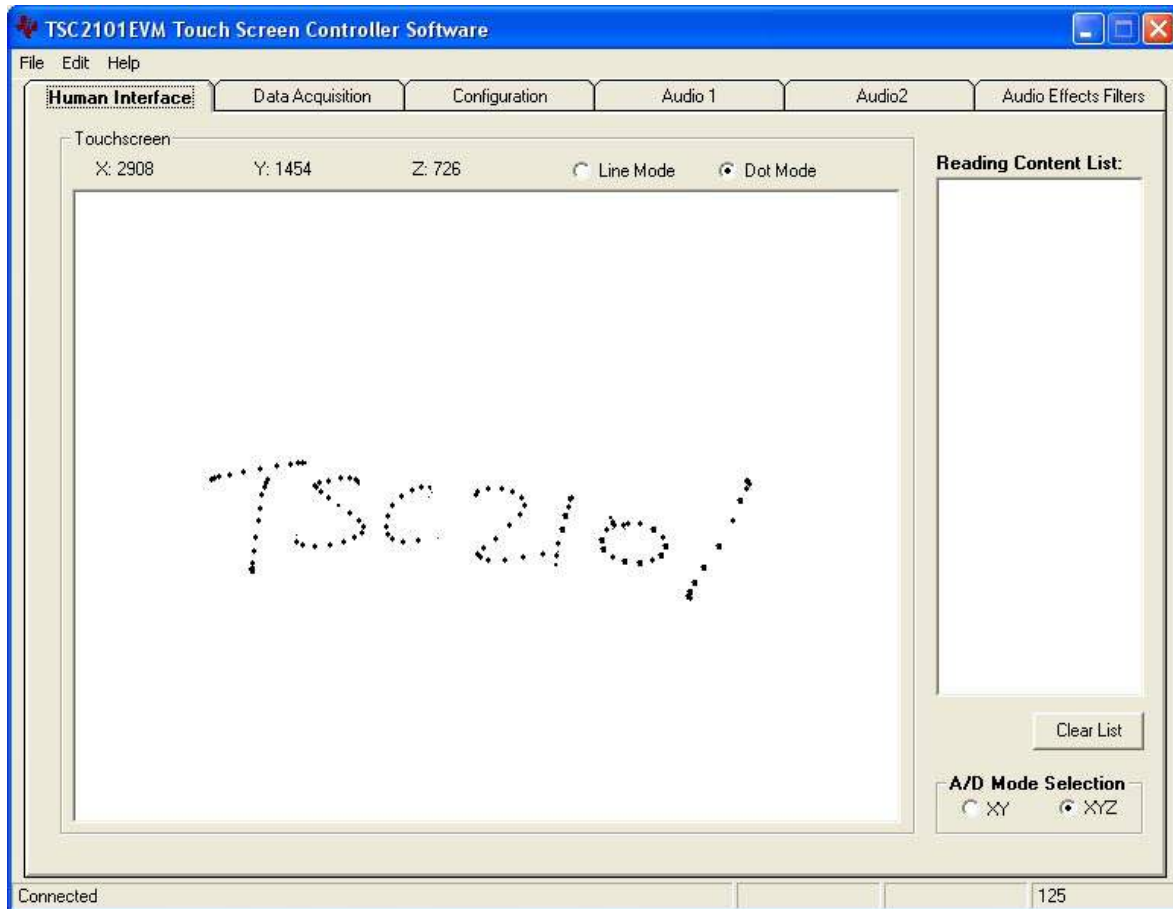 TSC2101EVM Touch Screen Controller Software
File Edit Help
Human Interface Data Acquisition Configuration Audio 1 Audio2 Audio Effects Filters
Touchscreen
X: 2908 Y: 1454 Z: 726 Line Mode Dot Mode
Reading Content List:
TSC2101
Clear List
A/D Mode Selection
XY XYZ
Connected 125